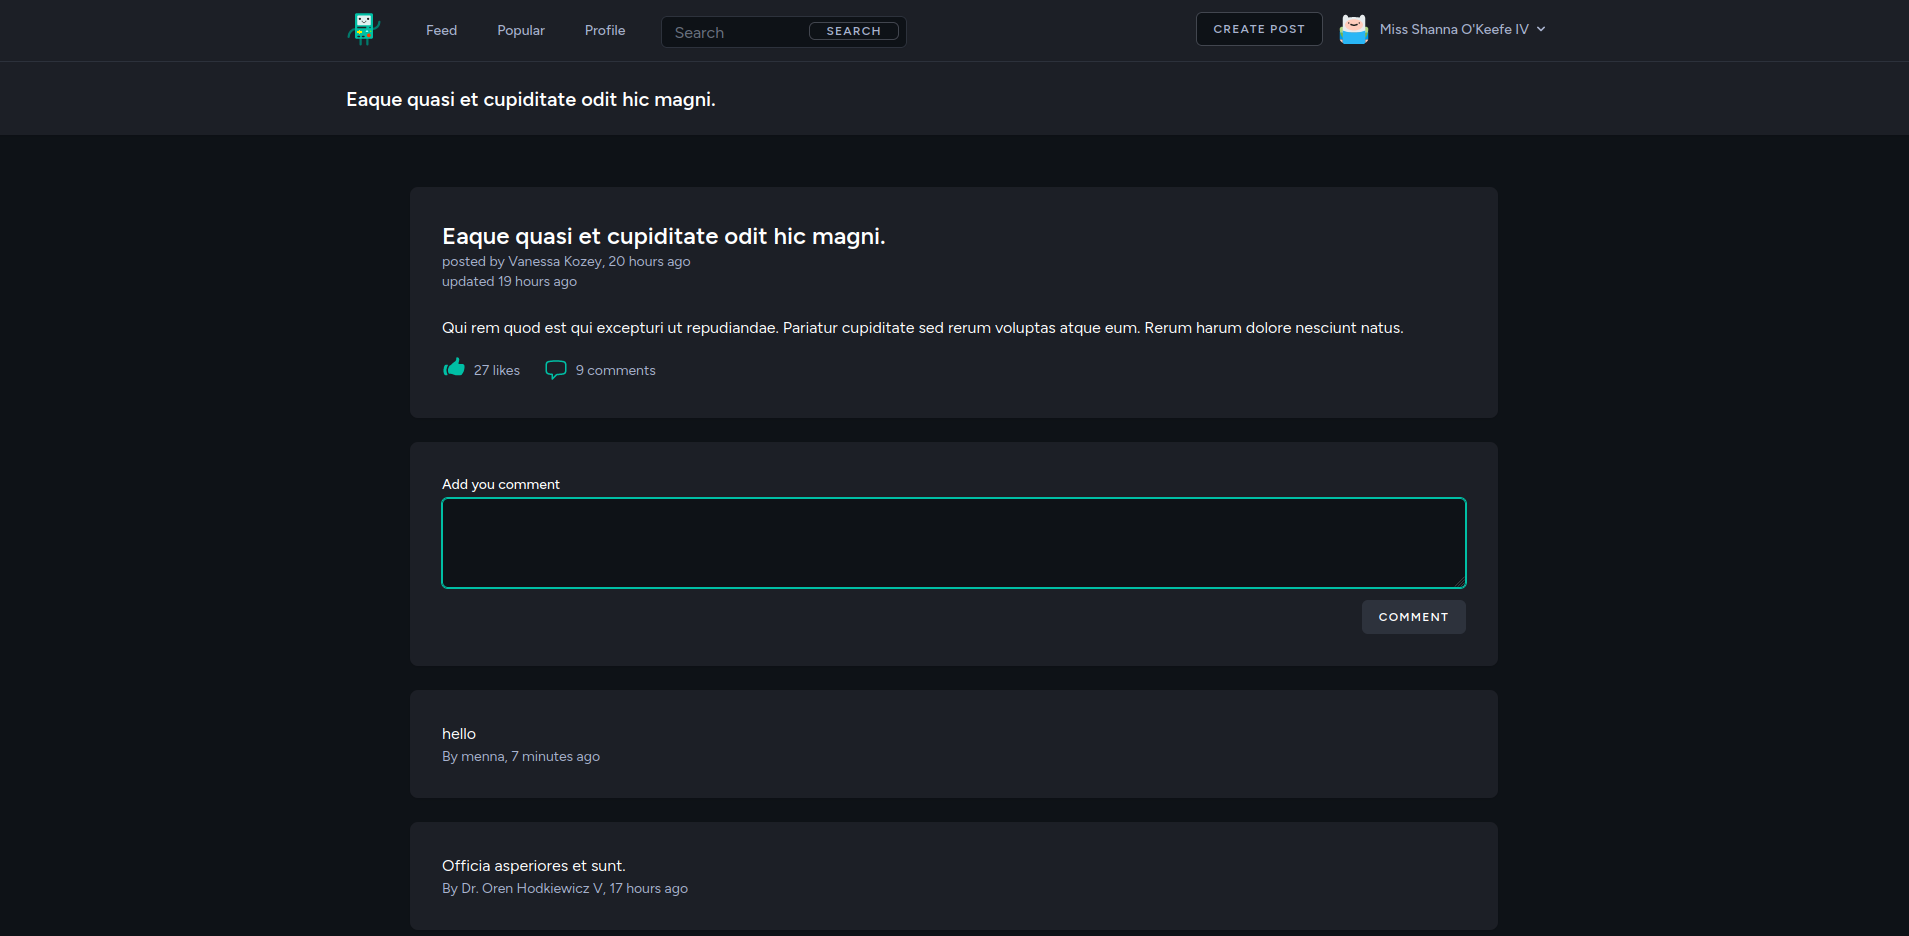 Feed Popular Profile Search SEARCH CREATE POST Miss Shanna O'Keefe IV
Eaque quasi et cupiditate odit hic magni.
Eaque quasi et cupiditate odit hic magni.
posted by Vanessa Kozey, 20 hours ago
updated 19 hours ago
Qui rem quod est qui excepturi ut repudiandae. Pariatur cupiditate sed rerum voluptas atque eum. Rerum harum dolore nesciunt natus.
27 likes 9 comments
Add you comment
COMMENT
hello
By menna, 7 minutes ago
Officia asperiores et sunt.
By Dr. Oren Hodkiewicz V, 17 hours ago